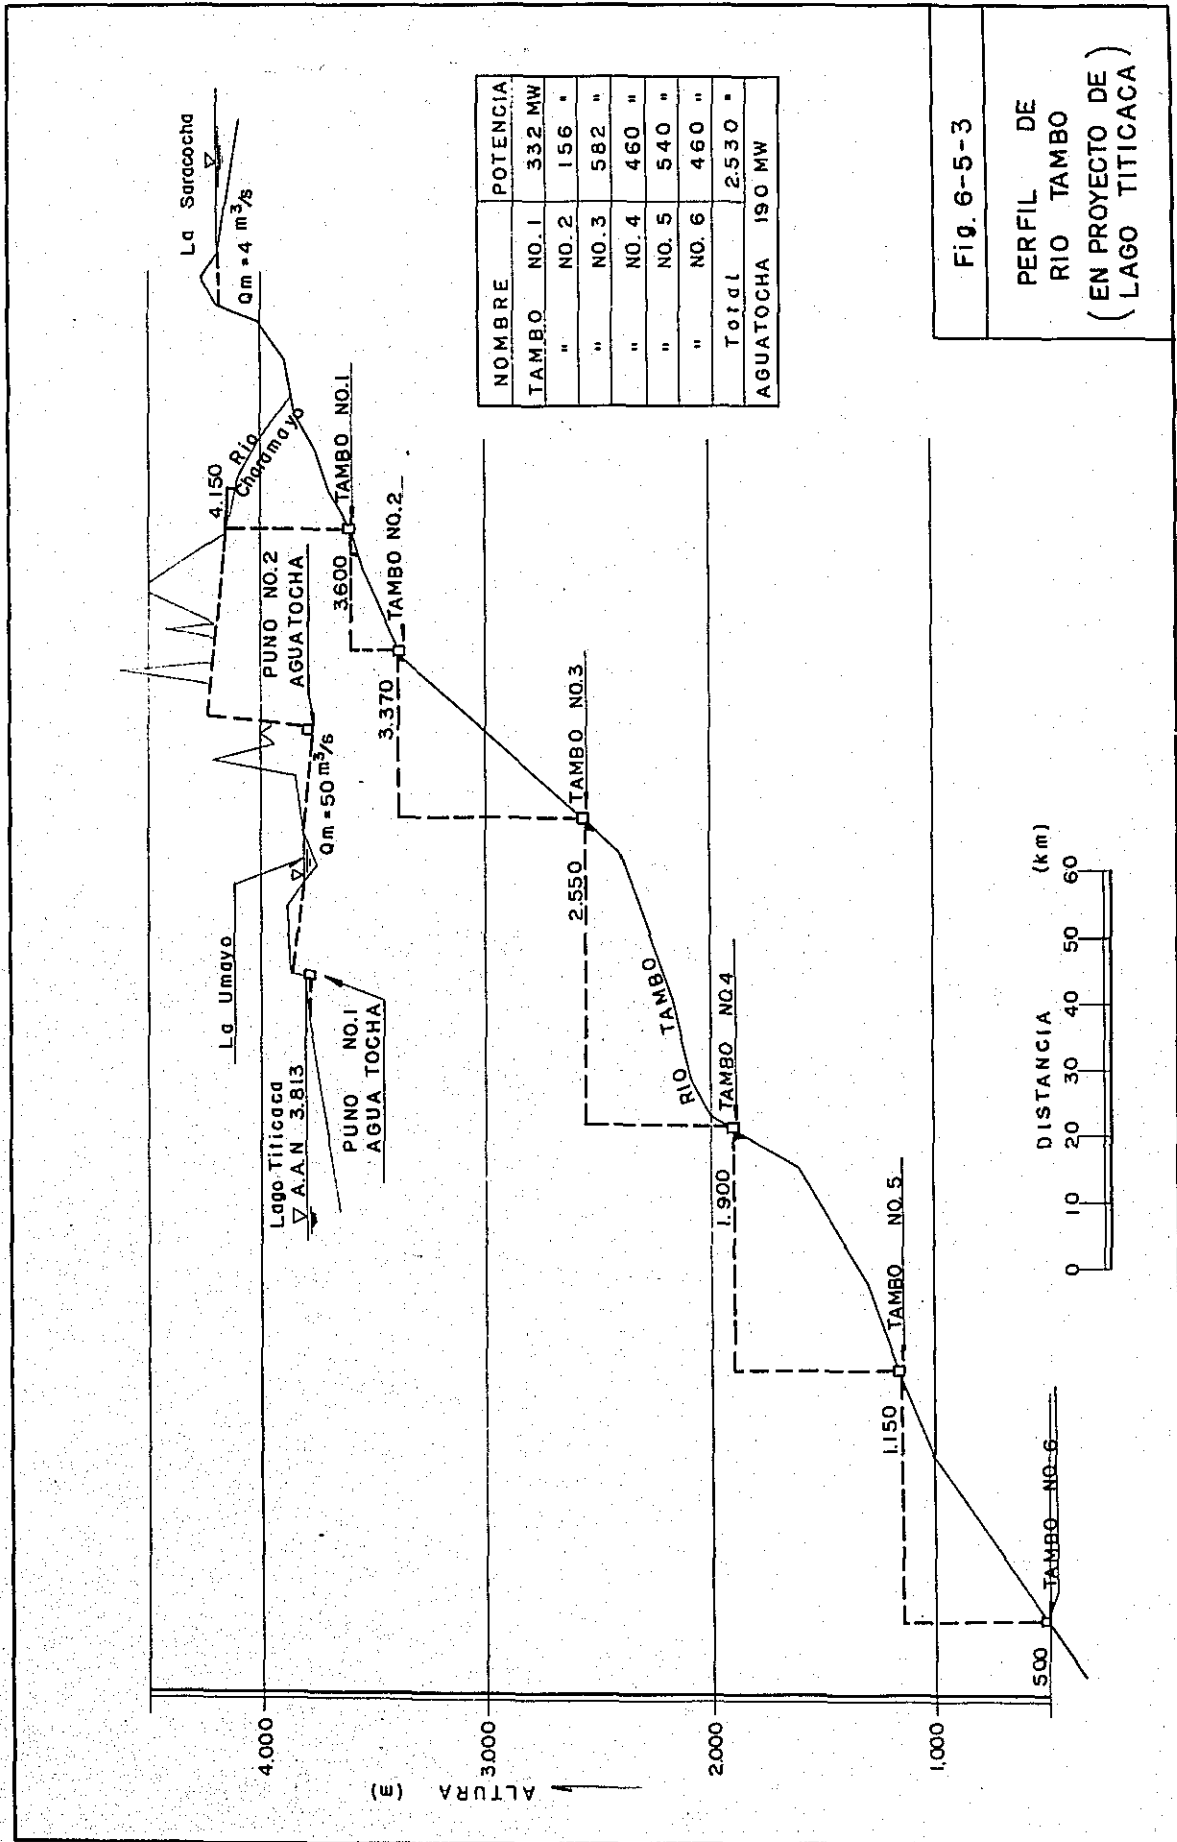 La Saracocha
Qm = 4 m³/s
4.150
Rio
Charamayo
PUNO NO.2
AGUATOCHA
3.600
TAMBO NO.1
TAMBO NO.2
3.370
Qm = 50 m³/s
La Umayo
Lago Titicaca
A.A.N 3.813
PUNO NO.1
AGUA TOCHA
TAMBO NO.3
2.550
RIO TAMBO
TAMBO NO.4
1.900
TAMBO NO.5
1.150
TAMBO NO.6
500
4.000
3.000
2.000
1.000
ALTURA (m)
DISTANCIA (km)
0 10 20 30 40 50 60
NOMBRE POTENCIA
TAMBO NO.1 332 MW
" NO.2 156 "
" NO.3 582 "
" NO.4 460 "
" NO.5 540 "
" NO.6 460 "
Total 2.530 "
AGUATOCHA 190 MW
Fig. 6-5-3
PERFIL DE
RIO TAMBO
(EN PROYECTO DE
LAGO TITICACA)